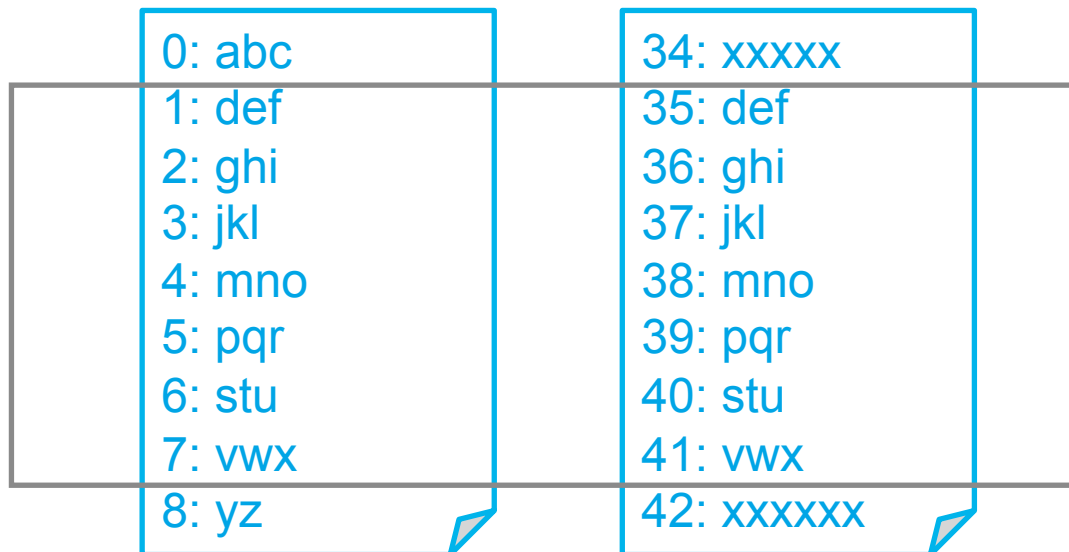 0: abc
1: def
2: ghi
3: jkl
4: mno
5: pqr
6: stu
7: vwx
8: yz
34: xxxxx
35: def
36: ghi
37: jkl
38: mno
39: pqr
40: stu
41: vwx
42: xxxxxx